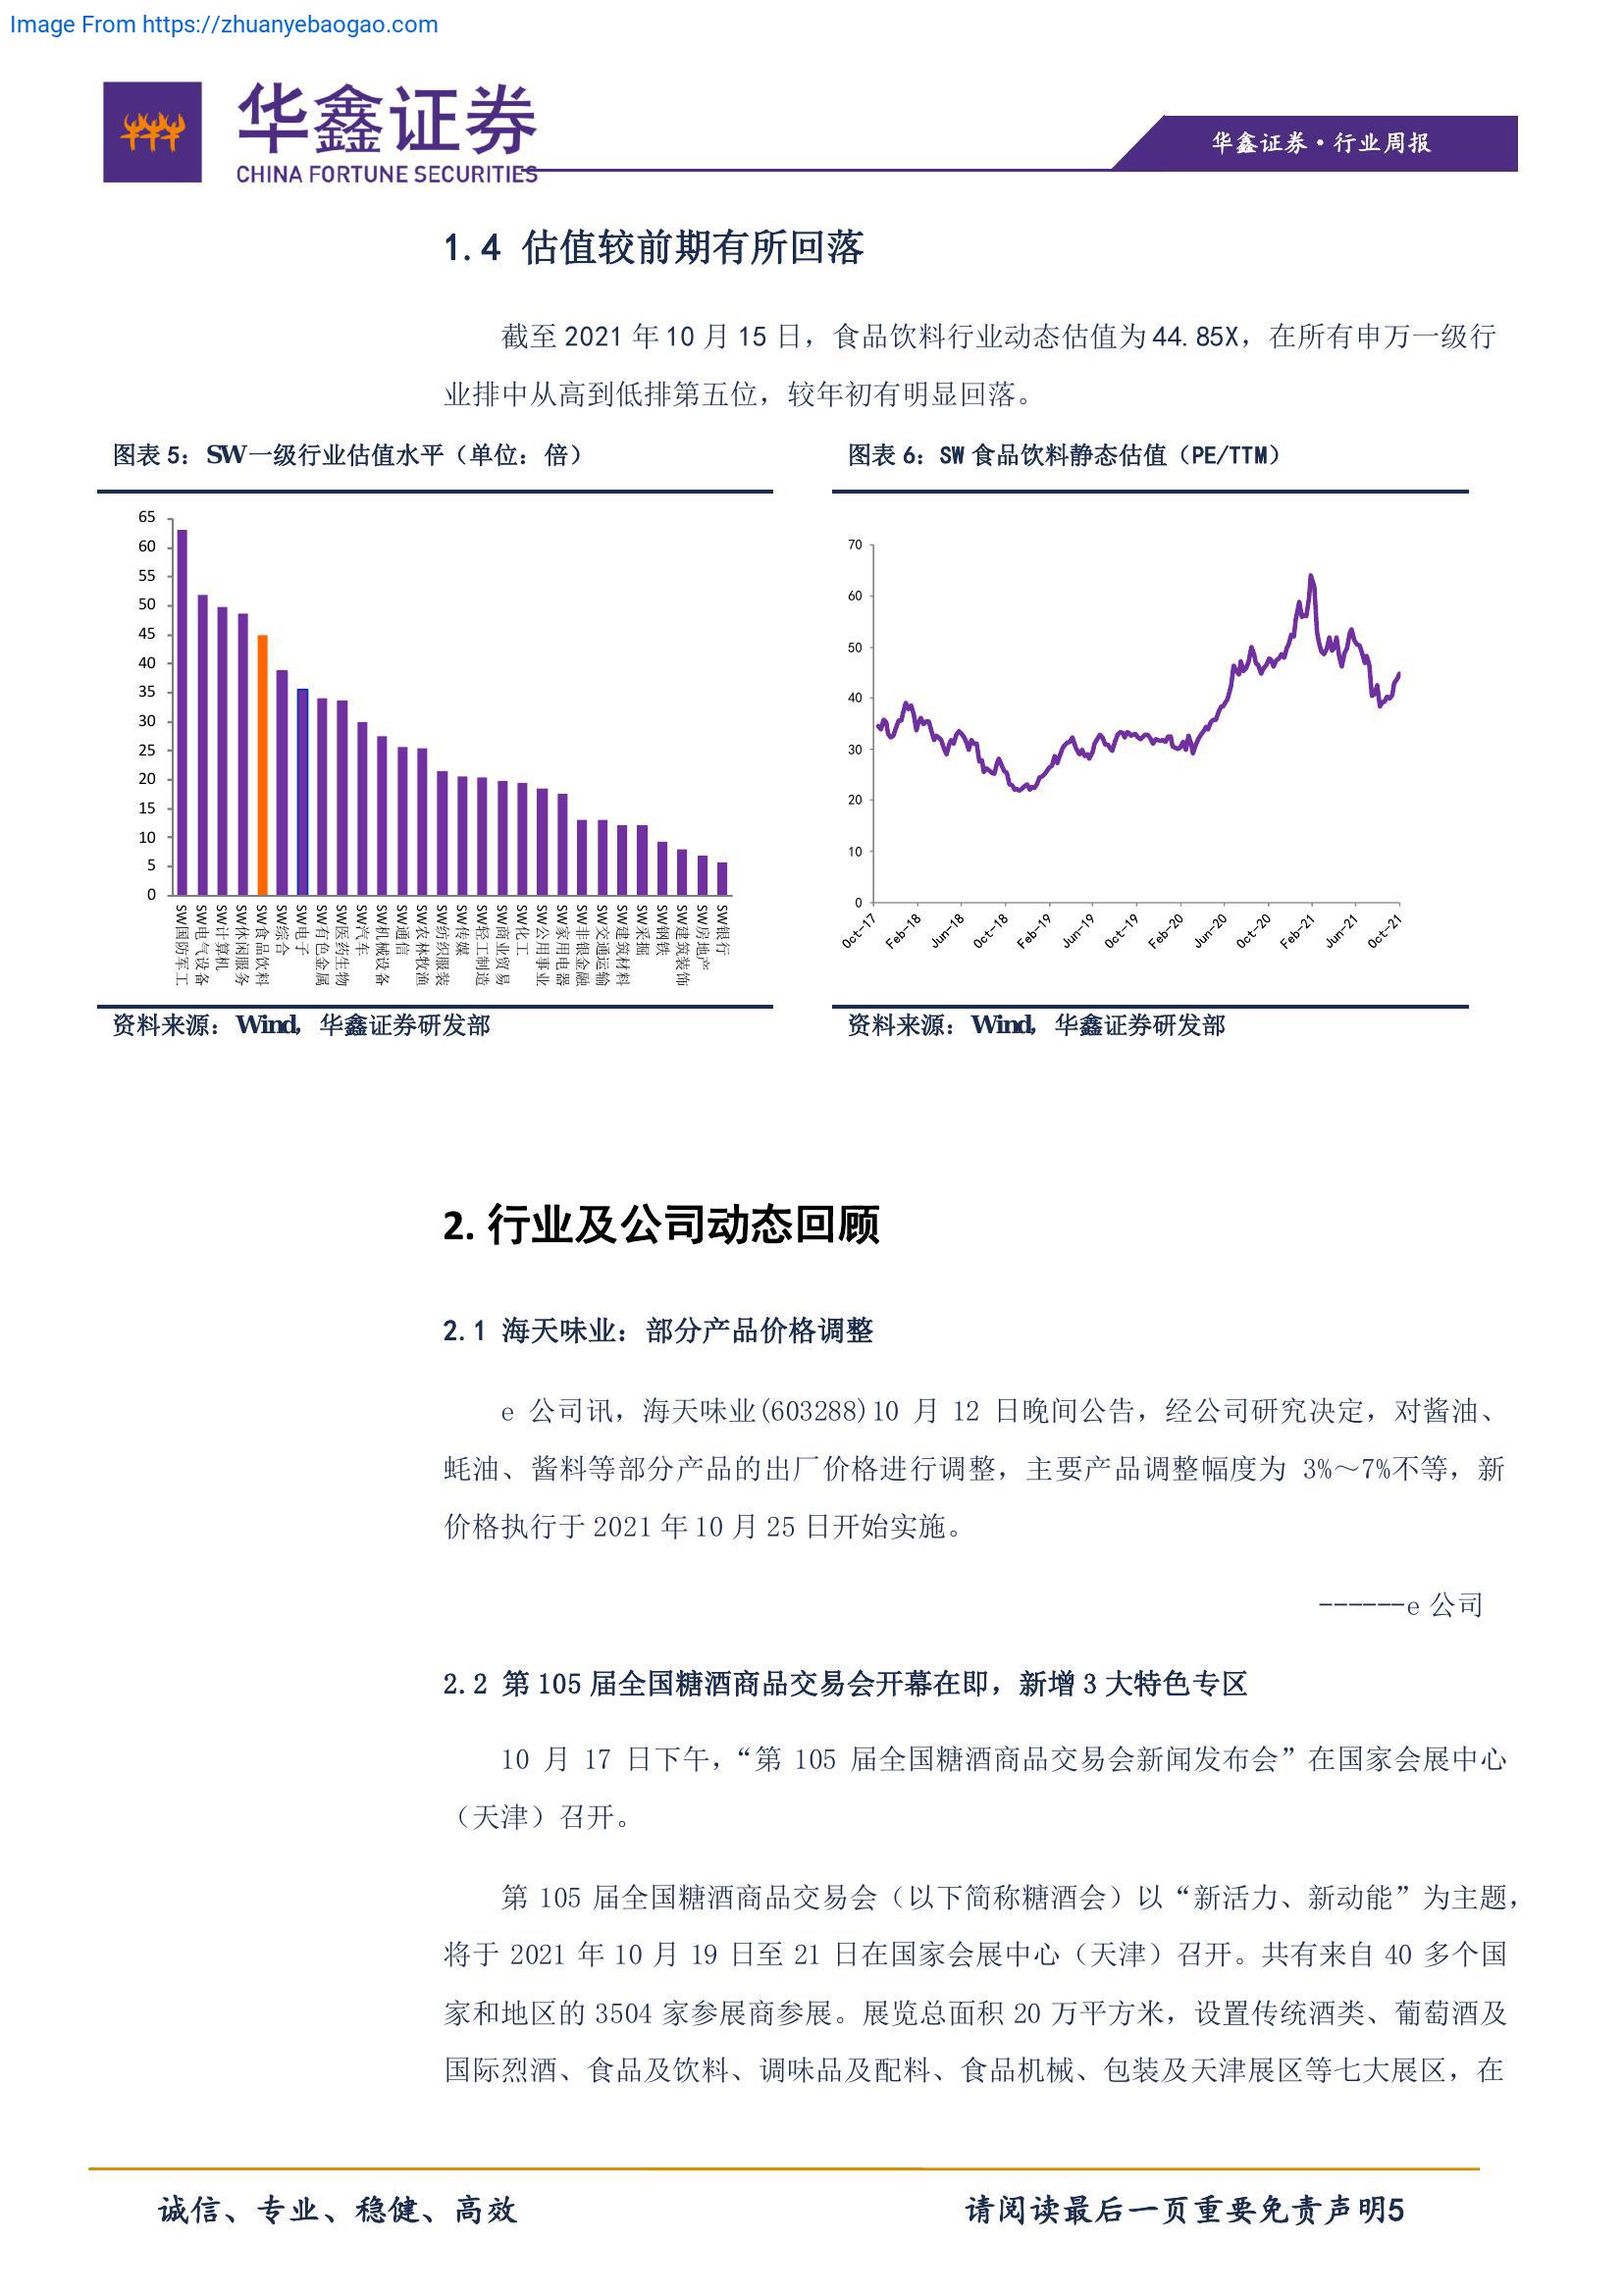 Image From https://zhuanyebaogao.com
华鑫证券
CHINA FORTUNE SECURITIES
华鑫证券·行业周报
1.4 估值较前期有所回落
截至 2021 年 10 月 15 日，食品饮料行业动态估值为 44.85X，在所有申万一级行
业排中从高到低排第五位，较年初有明显回落。
图表 5：SW 一级行业估值水平（单位：倍）
65
60
55
50
45
40
35
30
25
20
15
10
5
0
SW国防军工
SW电气设备
SW计算机
SW休闲服务
SW食品饮料
SW综合
SW电子
SW有色金属
SW医药生物
SW汽车
SW机械设备
SW通信
SW农林牧渔
SW纺织服装
SW传媒
SW轻工制造
SW商业贸易
SW化工
SW公用事业
SW家用电器
SW非银金融
SW交通运输
SW建筑材料
SW采掘
SW钢铁
SW建筑装饰
SW房地产
SW银行
资料来源：Wind，华鑫证券研发部
图表 6：SW 食品饮料静态估值（PE/TTM）
70
60
50
40
30
20
10
0
Oct-17
Feb-18
Jun-18
Oct-18
Feb-19
Jun-19
Oct-19
Feb-20
Jun-20
Oct-20
Feb-21
Jun-21
Oct-21
资料来源：Wind，华鑫证券研发部
2. 行业及公司动态回顾
2.1 海天味业：部分产品价格调整
e 公司讯，海天味业(603288)10 月 12 日晚间公告，经公司研究决定，对酱油、
蚝油、酱料等部分产品的出厂价格进行调整，主要产品调整幅度为 3%～7%不等，新
价格执行于 2021 年 10 月 25 日开始实施。
------e 公司
2.2 第 105 届全国糖酒商品交易会开幕在即，新增 3 大特色专区
10 月 17 日下午，“第 105 届全国糖酒商品交易会新闻发布会”在国家会展中心
（天津）召开。
第 105 届全国糖酒商品交易会（以下简称糖酒会）以“新活力、新动能”为主题，
将于 2021 年 10 月 19 日至 21 日在国家会展中心（天津）召开。共有来自 40 多个国
家和地区的 3504 家参展商参展。展览总面积 20 万平方米，设置传统酒类、葡萄酒及
国际烈酒、食品及饮料、调味品及配料、食品机械、包装及天津展区等七大展区，在
诚信、专业、稳健、高效
请阅读最后一页重要免责声明5